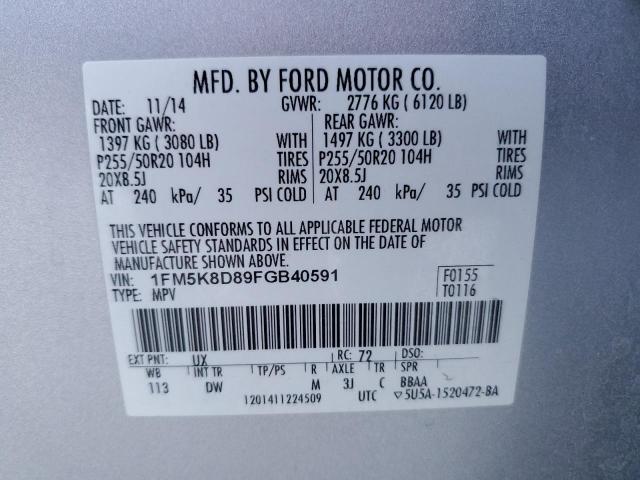 MFD. BY FORD MOTOR CO.
DATE: 11/14 GVWR: 2776 KG ( 6120 LB)
FRONT GAWR: REAR GAWR:
1397 KG ( 3080 LB) WITH 1497 KG ( 3300 LB) WITH
P255/50R20 104H TIRES P255/50R20 104H TIRES
20X8.5J RIMS 20X8.5J RIMS
AT 240 kPa/ 35 PSI COLD AT 240 kPa/ 35 PSI COLD
THIS VEHICLE CONFORMS TO ALL APPLICABLE FEDERAL MOTOR
VEHICLE SAFETY STANDARDS IN EFFECT ON THE DATE OF
MANUFACTURE SHOWN ABOVE.
VIN: 1FM5K8D89FGB40591 F0155
TYPE: MPV T0116
EXT PNT: UX RC: 72 DSO:
WB INT TR TP/PS R AXLE TR SPR
113 DW M 3J C BBAA
1201411224509 UTC ▽5U5A-1520472-BA